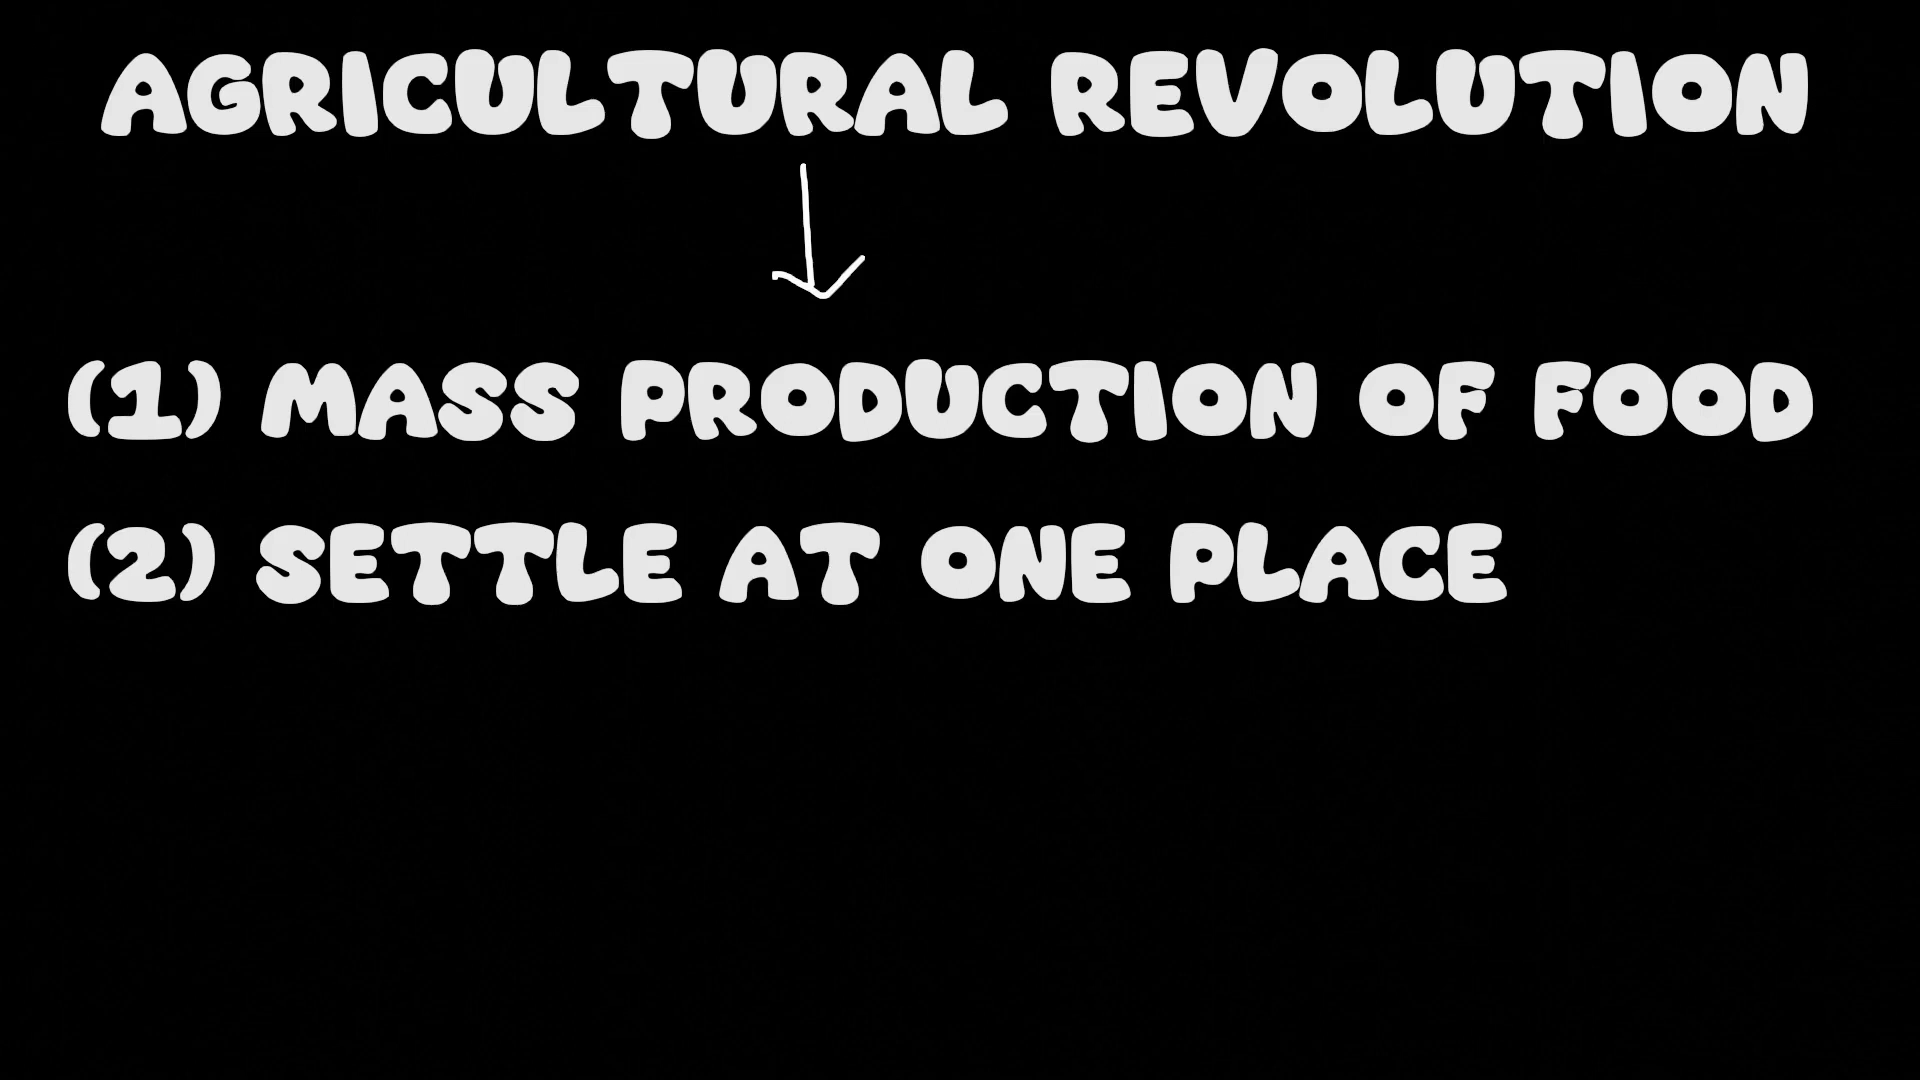 AGRICULTURAL REVOLUTION
(1) MASS PRODUCTION OF FOOD
(2) SETTLE AT ONE PLACE